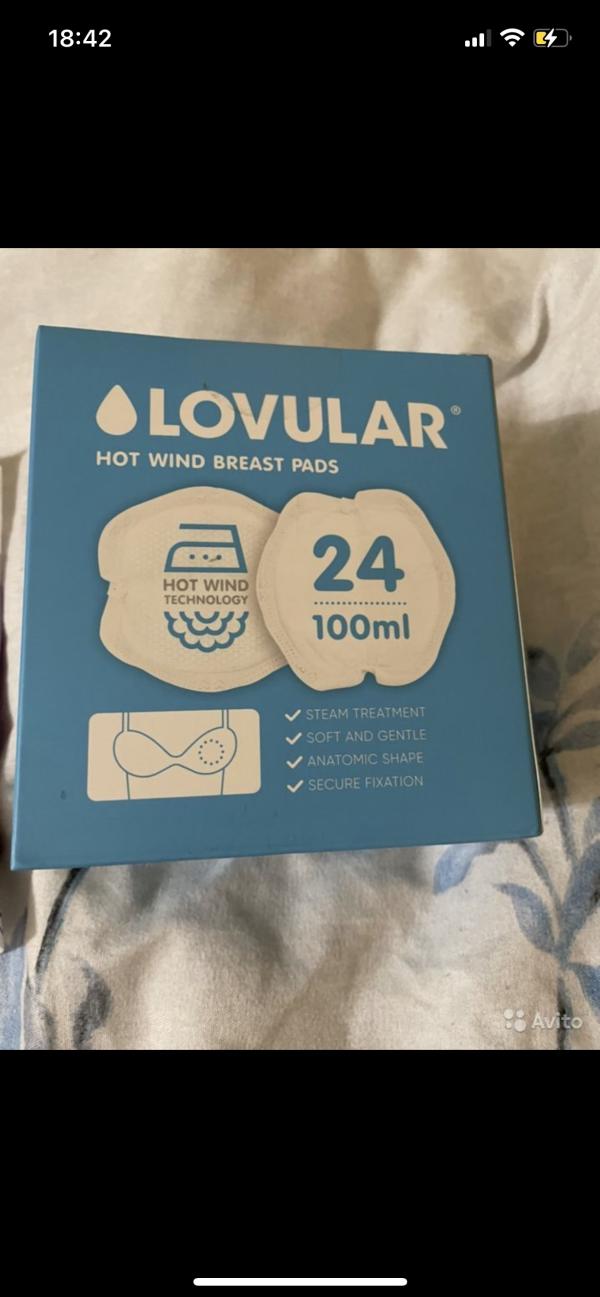 18:42
LOVULAR®
HOT WIND BREAST PADS
HOT WIND
TECHNOLOGY
24
100ml
STEAM TREATMENT
SOFT AND GENTLE
ANATOMIC SHAPE
SECURE FIXATION
Avito